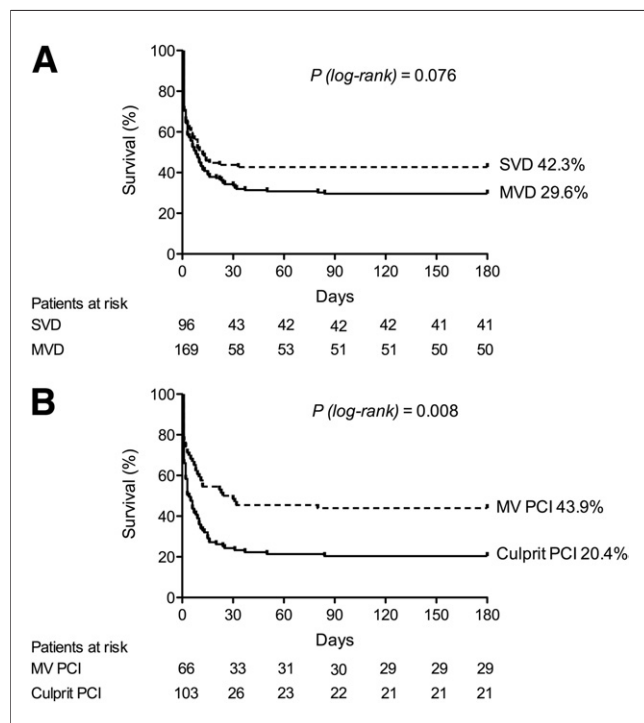 A
P (log-rank) = 0.076
Survival (%)
100
80
60
40
20
0
SVD 42.3%
MVD 29.6%
0 30 60 90 120 150 180
Days
Patients at risk
SVD 96 43 42 42 42 41 41
MVD 169 58 53 51 51 50 50
B
P (log-rank) = 0.008
Survival (%)
100
80
60
40
20
0
MV PCI 43.9%
Culprit PCI 20.4%
0 30 60 90 120 150 180
Days
Patients at risk
MV PCI 66 33 31 30 29 29 29
Culprit PCI 103 26 23 22 21 21 21